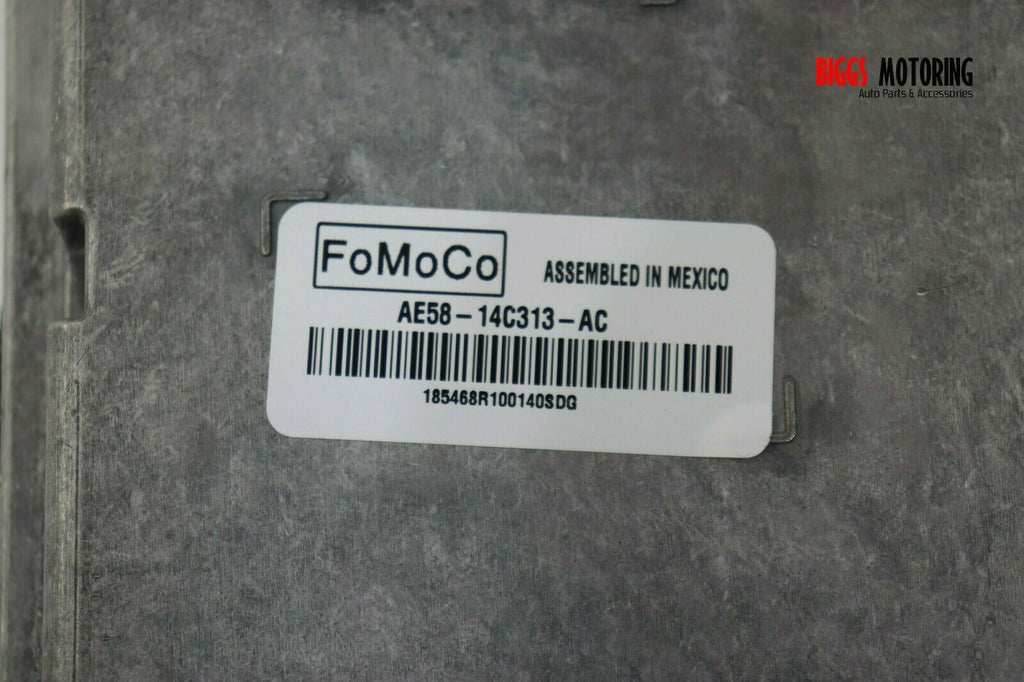 BIGGS MOTORING
Auto Parts & Accessories
FoMoCo
ASSEMBLED IN MEXICO
AE58-14C313-AC
185468R100140SDG